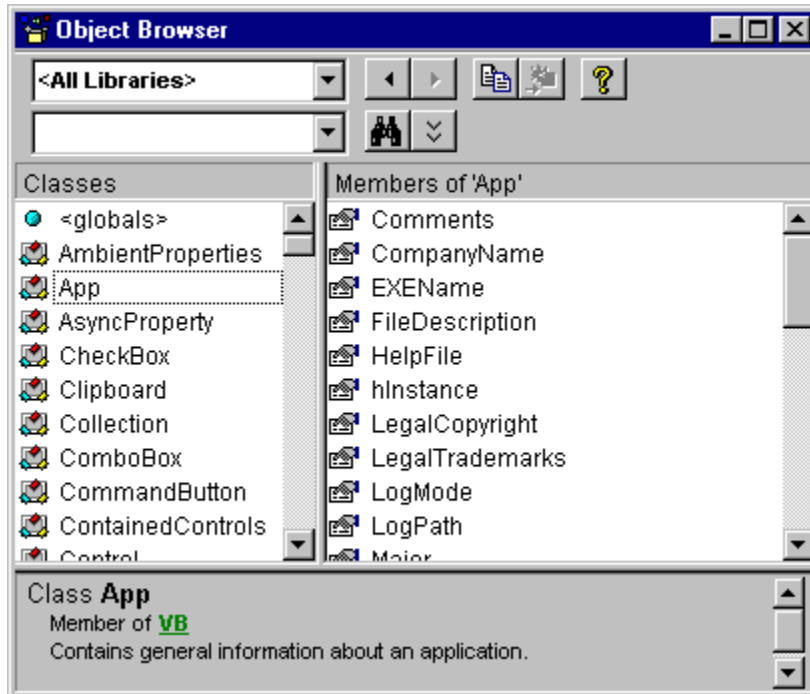 Object Browser
<All Libraries>
Classes
Members of 'App'
<globals>
AmbientProperties
App
AsyncProperty
CheckBox
Clipboard
Collection
ComboBox
CommandButton
ContainedControls
Control
Comments
CompanyName
EXEName
FileDescription
HelpFile
hInstance
LegalCopyright
LegalTrademarks
LogMode
LogPath
Major
Class App
Member of VB
Contains general information about an application.